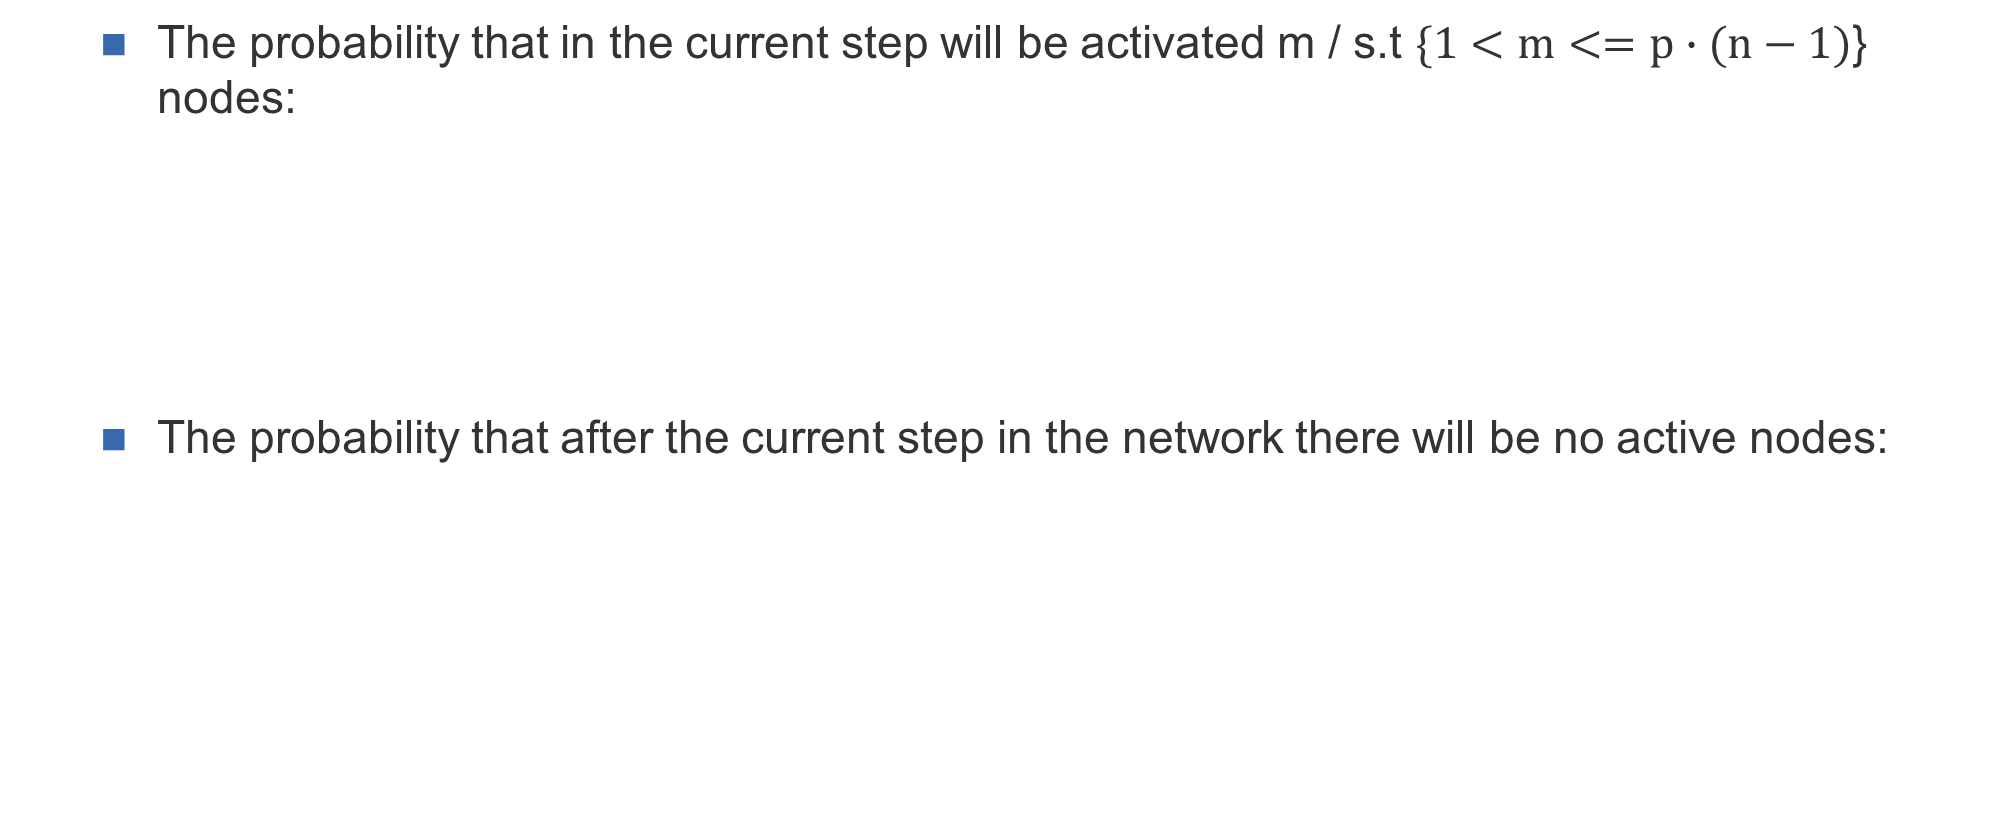 The probability that in the current step will be activated m / s.t {1 < m <= p · (n − 1)}
nodes:
The probability that after the current step in the network there will be no active nodes: